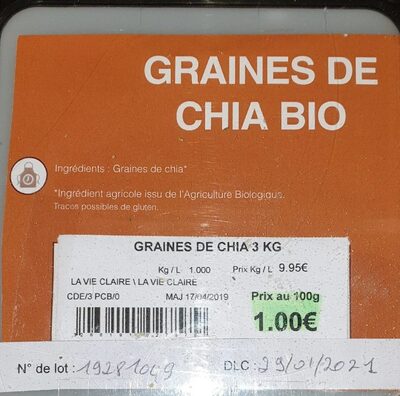 GRAINES DE
CHIA BIO
Ingrédients : Graines de chia*
*Ingrédient agricole issu de l'Agriculture Biologique.
Traces possibles de gluten.
GRAINES DE CHIA 3 KG
Kg / L 1.000 Prix Kg / L 9.95€
LA VIE CLAIRE \ LA VIE CLAIRE
CDE/3 PCB/0 MAJ 17/04/2019 Prix au 100g
1.00€
N° de lot : 19281049 DLC : 29/01/2021